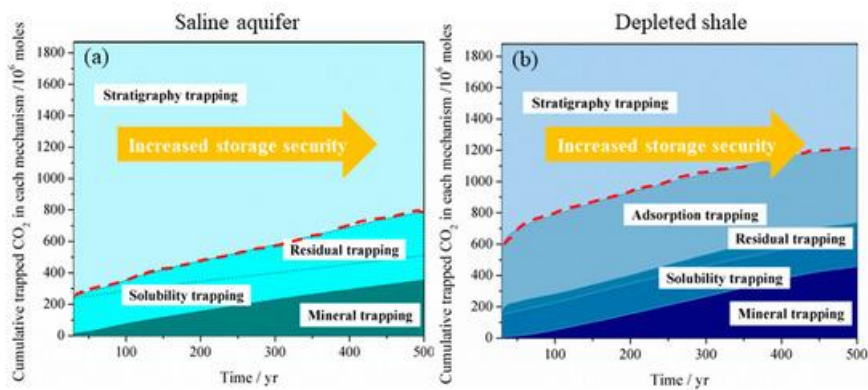 Saline aquifer
(a)
Cumulative trapped CO2 in each mechanism /10^6 moles
1800
1600
1400
1200
1000
800
600
400
200
0
Stratigraphy trapping
Increased storage security
Residual trapping
Solubility trapping
Mineral trapping
100
200
300
400
500
Time / yr
Depleted shale
(b)
Cumulative trapped CO2 in each mechanism /10^6 moles
1800
1600
1400
1200
1000
800
600
400
200
0
Stratigraphy trapping
Increased storage security
Adsorption trapping
Residual trapping
Solubility trapping
Mineral trapping
100
200
300
400
500
Time / yr